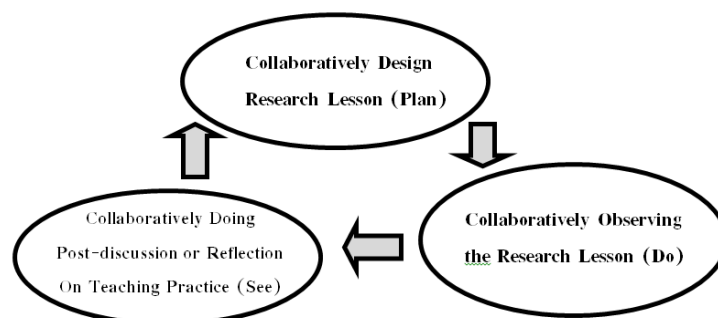 Collaboratively Design
Research Lesson (Plan)
Collaboratively Observing
the Research Lesson (Do)
Collaboratively Doing
Post-discussion or Reflection
On Teaching Practice (See)